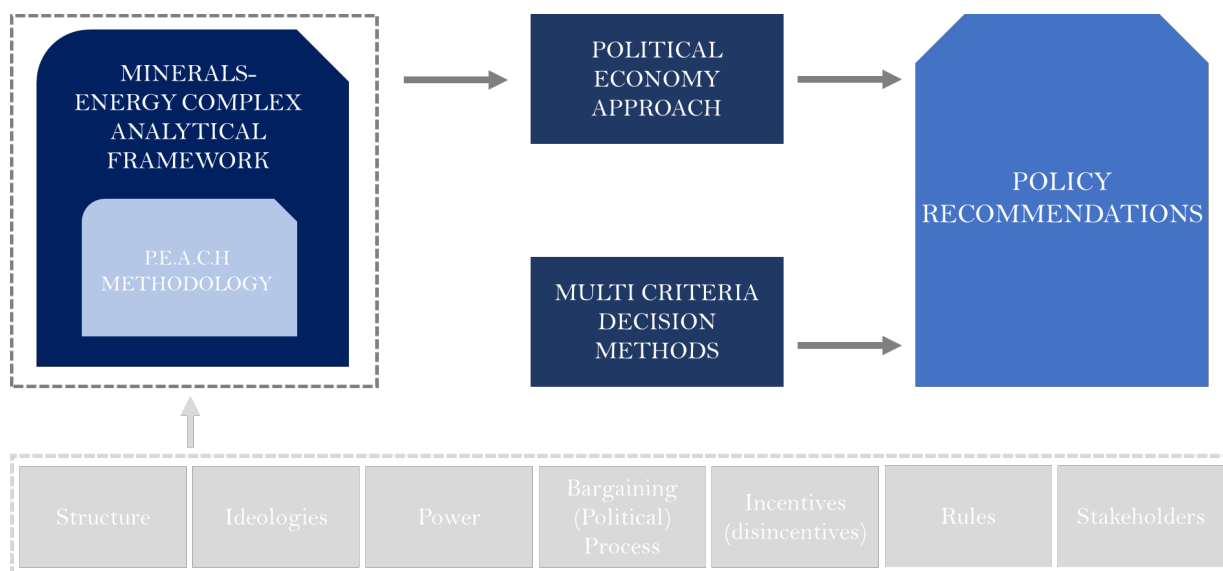 MINERALS-
ENERGY COMPLEX
ANALYTICAL
FRAMEWORK
P.E.A.C.H
METHODOLOGY
POLITICAL
ECONOMY
APPROACH
MULTI CRITERIA
DECISION
METHODS
POLICY
RECOMMENDATIONS
Structure
Ideologies
Power
Bargaining
(Political)
Process
Incentives
(disincentives)
Rules
Stakeholders